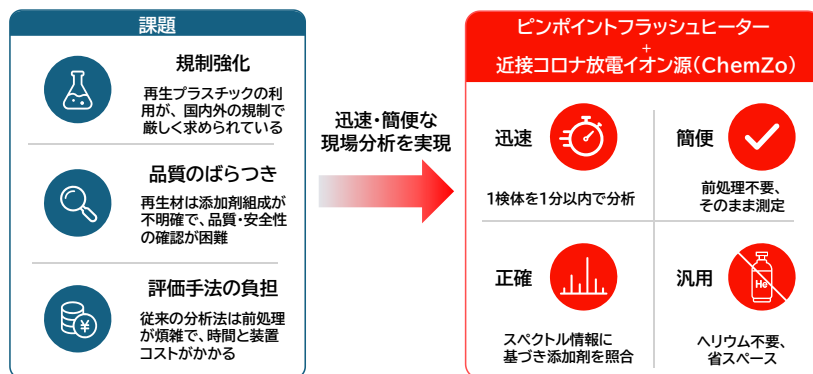 課題
規制強化
再生プラスチックの利
用が、国内外の規制で
厳しく求められている
品質のばらつき
再生材は添加剤組成が
不明確で、品質・安全性
の確認が困難
評価手法の負担
従来の分析法は前処理
が煩雑で、時間と装置
コストがかかる
¥
迅速・簡便な
現場分析を実現
ピンポイントフラッシュヒーター
+
近接コロナ放電イオン源(ChemZo)
迅速
1検体を1分以内で分析
簡便
前処理不要、
そのまま測定
正確
スペクトル情報に
基づき添加剤を照合
汎用
He
ヘリウム不要、
省スペース